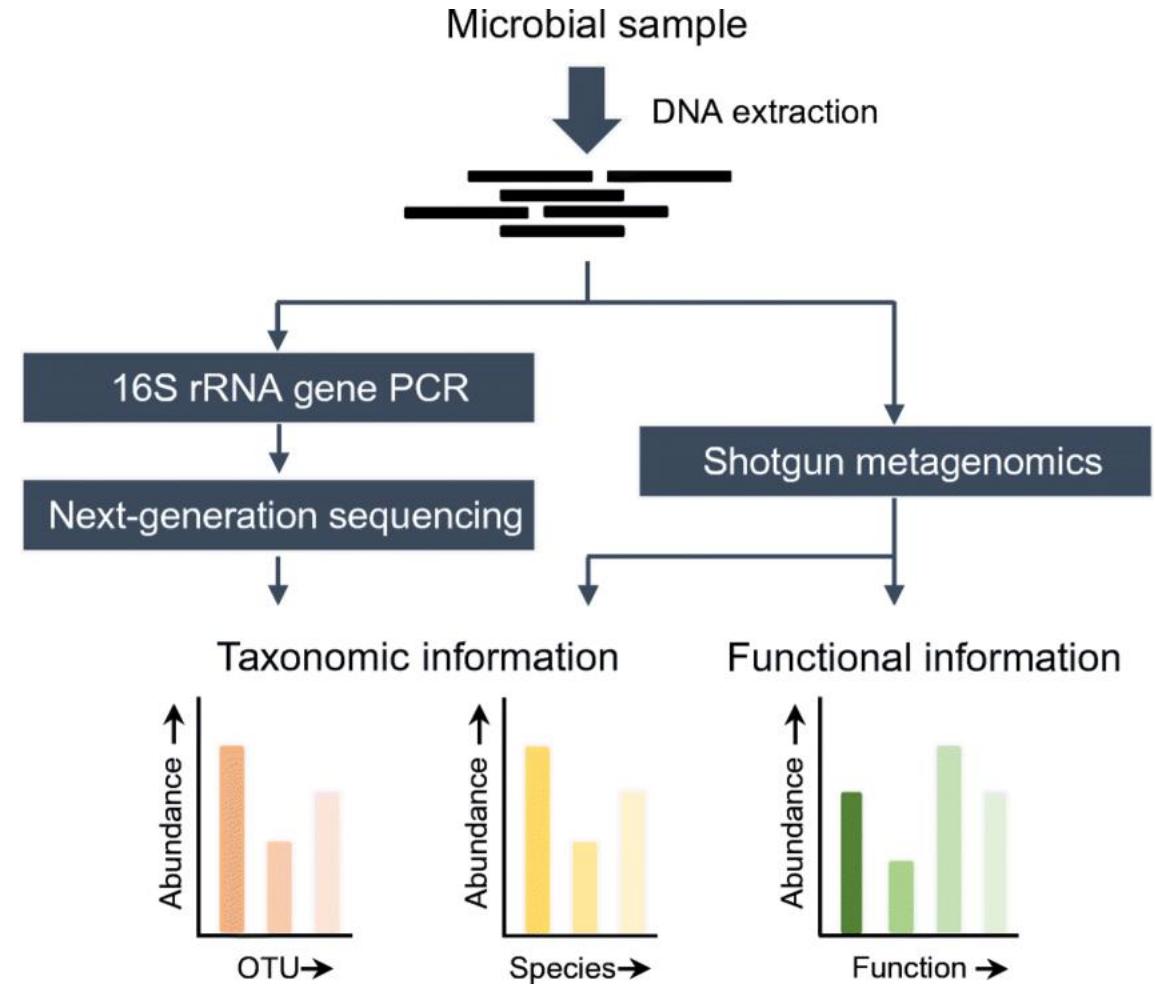 Microbial sample
DNA extraction
16S rRNA gene PCR
Next-generation sequencing
Shotgun metagenomics
Taxonomic information
Functional information
Abundance
OTU
Abundance
Species
Abundance
Function